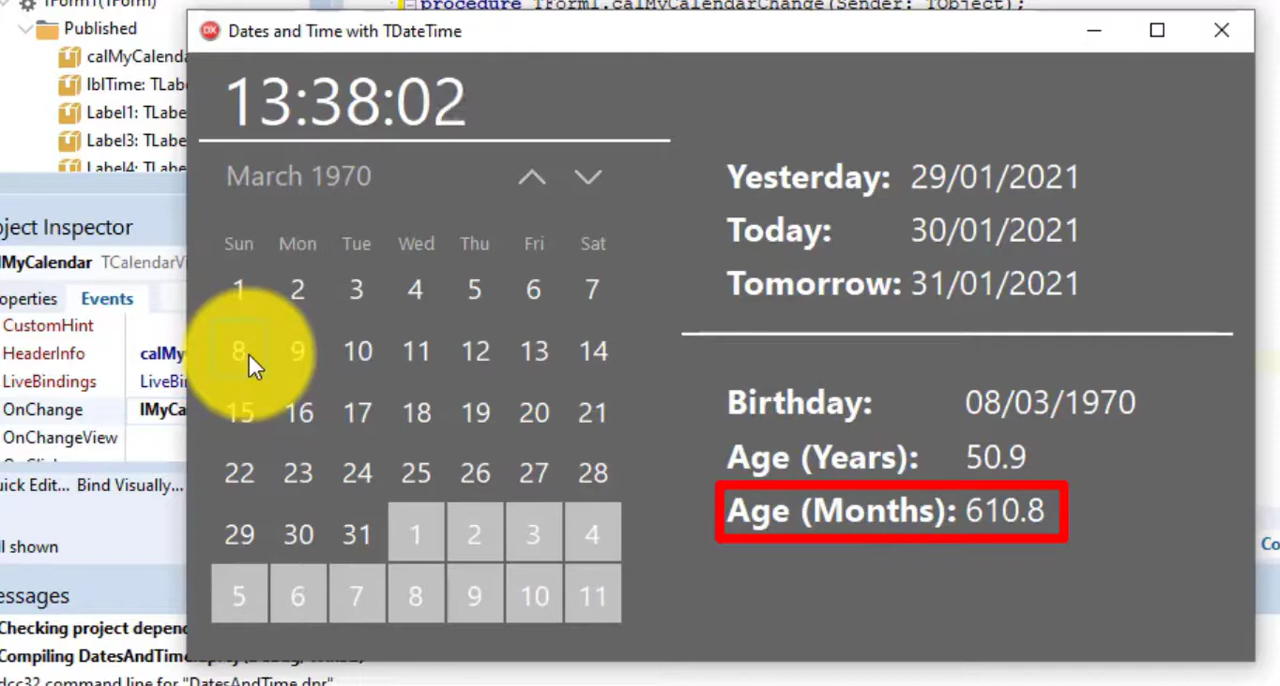 TForm1(TForm)
procedure TForm1.calMyCalendarChange(Sender: TObject);
Published
calMyCalenda
lblTime: TLab
Label1: TLabe
Label3: TLabe
Label4: TLabe
Dates and Time with TDateTime
13:38:02
March 1970
Sun Mon Tue Wed Thu Fri Sat
1 2 3 4 5 6 7
8 9 10 11 12 13 14
15 16 17 18 19 20 21
22 23 24 25 26 27 28
29 30 31 1 2 3 4
5 6 7 8 9 10 11
Yesterday: 29/01/2021
Today: 30/01/2021
Tomorrow: 31/01/2021
Birthday: 08/03/1970
Age (Years): 50.9
Age (Months): 610.8
ject Inspector
lMyCalendar TCalendarVi
operties Events
CustomHint
HeaderInfo calMy
LiveBindings LiveBi
OnChange lMyCa
OnChangeView
uick Edit... Bind Visually...
ll shown
essages
Checking project depend
Compiling DatesAndTime
dcc32 command line for "DatesAndTime.dpr"
Co